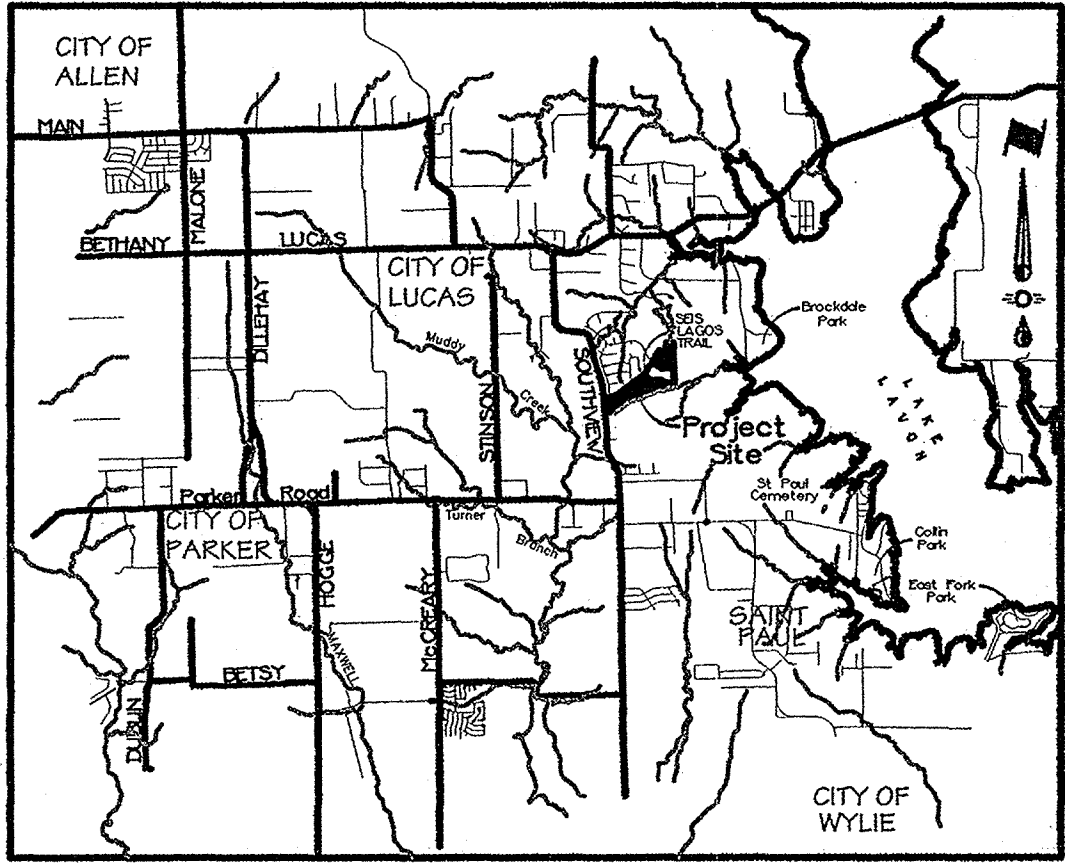 CITY OF
ALLEN
MAIN
MALONE
BETHANY
LUCAS
CITY OF
LUCAS
DILLEHAY
Muddy
Creek
STINSON
SOUTHVIEW
SEIS
LAGOS
TRAIL
Brockdale
Park
LAKE
LAVON
Project
Site
St Paul
Cemetery
Parker Road
CITY OF
PARKER
Turner
Branch
Collin
Park
HOGGE
McCREARY
East Fork
Park
SAINT
PAUL
MAXWELL
BETSY
DUBLIN
CITY OF
WYLIE